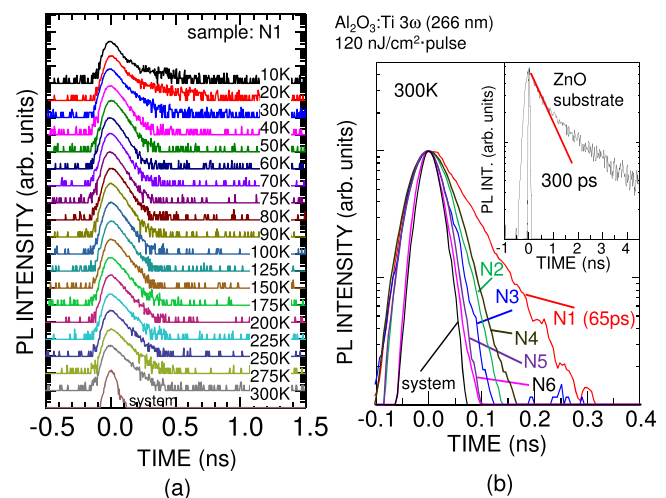 sample: N1
10K
20K
30K
40K
50K
60K
70K
75K
80K
90K
100K
125K
150K
175K
200K
225K
250K
275K
300K
system
PL INTENSITY (arb. units)
-0.5 0.0 0.5 1.0 1.5
TIME (ns)
(a)
Al₂O₃:Ti 3ω (266 nm)
120 nJ/cm²·pulse
300K
ZnO
substrate
300 ps
PL INT. (arb. units)
-1 0 1 2 3 4
TIME (ns)
N2
N3
N1 (65ps)
N4
N5
N6
system
PL INTENSITY (arb. units)
-0.1 0.0 0.1 0.2 0.3 0.4
TIME (ns)
(b)